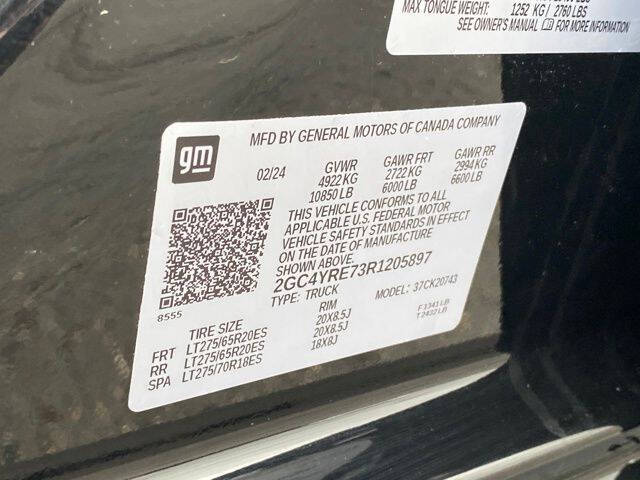 MAX TONGUE WEIGHT: 1252 KG / 2760 LBS
SEE OWNER'S MANUAL FOR MORE INFORMATION
gm
MFD BY GENERAL MOTORS OF CANADA COMPANY
02/24 GVWR GAWR FRT GAWR RR
4922 KG 2722 KG 2994 KG
10850 LB 6000 LB 6600 LB
THIS VEHICLE CONFORMS TO ALL
APPLICABLE U.S. FEDERAL MOTOR
VEHICLE SAFETY STANDARDS IN EFFECT
ON THE DATE OF MANUFACTURE
2GC4YRE73R1205897
TYPE: TRUCK MODEL: 37CK20743
8555
TIRE SIZE RIM F1341LB
FRT LT275/65R20ES 20X8.5J T2432LB
RR LT275/65R20ES 20X8.5J
SPA LT275/70R18ES 18X8J